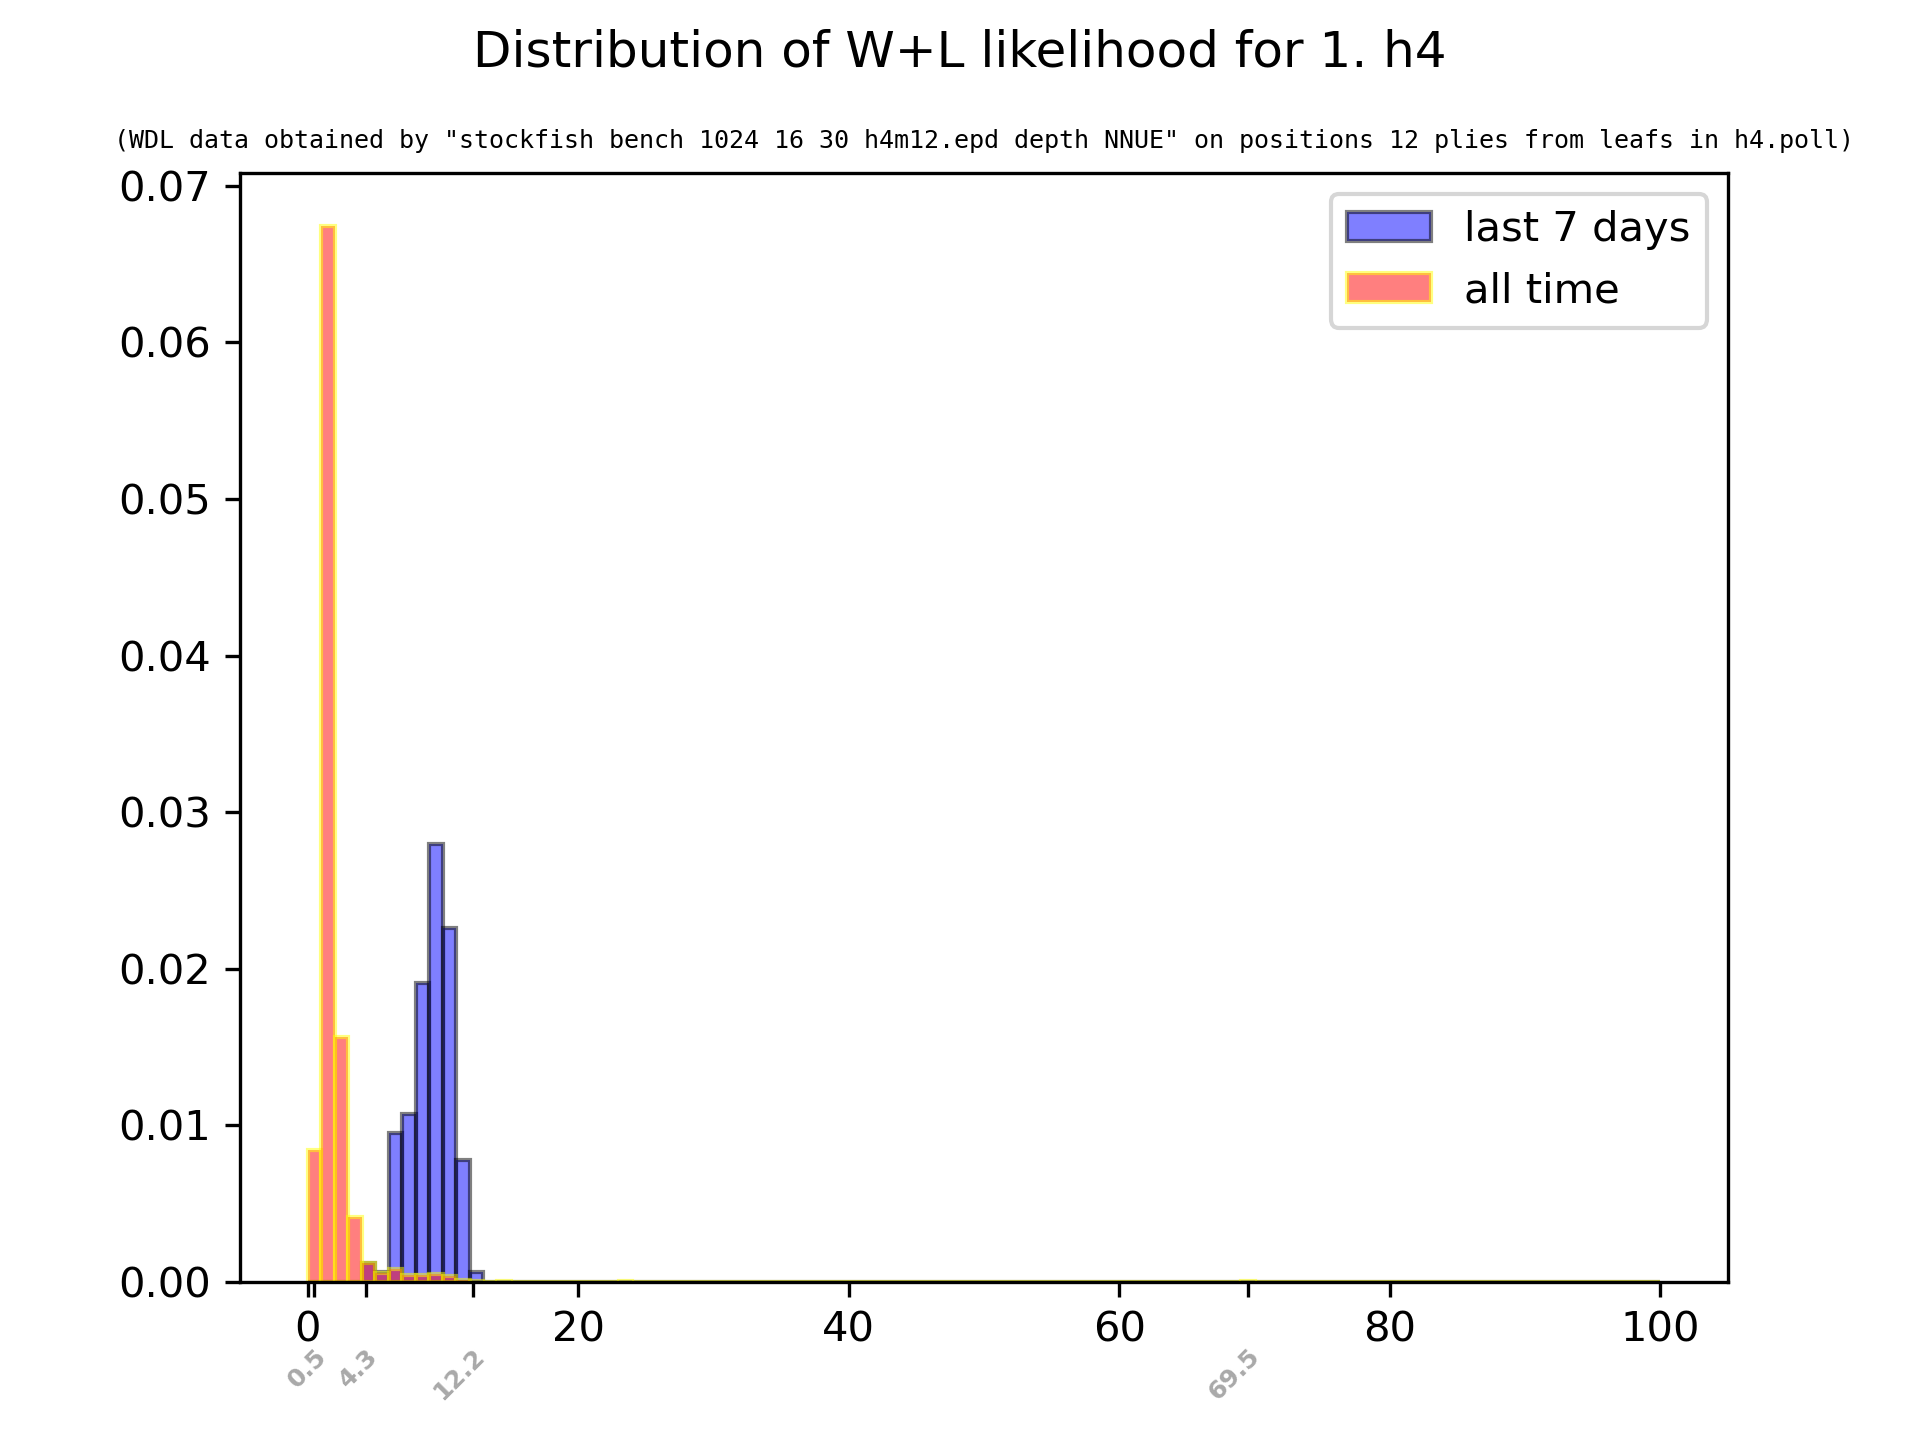 Distribution of W+L likelihood for 1. h4
(WDL data obtained by "stockfish bench 1024 16 30 h4m12.epd depth NNUE" on positions 12 plies from leafs in h4.poll)
last 7 days
all time
0.07
0.06
0.05
0.04
0.03
0.02
0.01
0.00
0 20 40 60 80 100
0.5 4.3 12.2 69.5